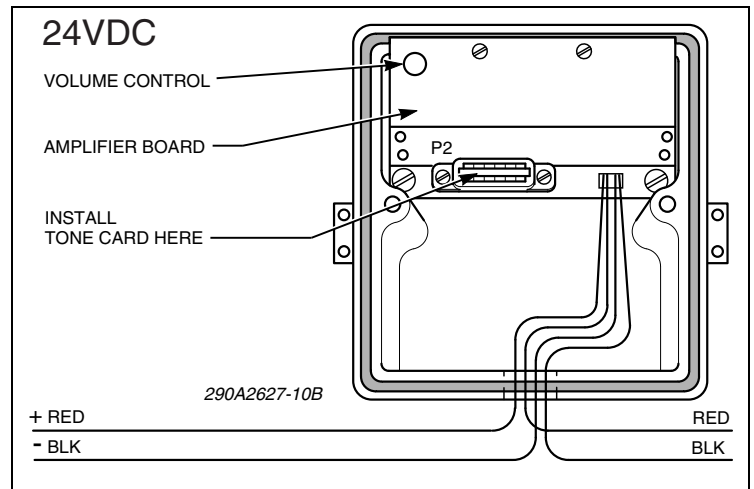 24VDC
VOLUME CONTROL
AMPLIFIER BOARD
P2
INSTALL
TONE CARD HERE
290A2627-10B
+ RED
RED
- BLK
BLK